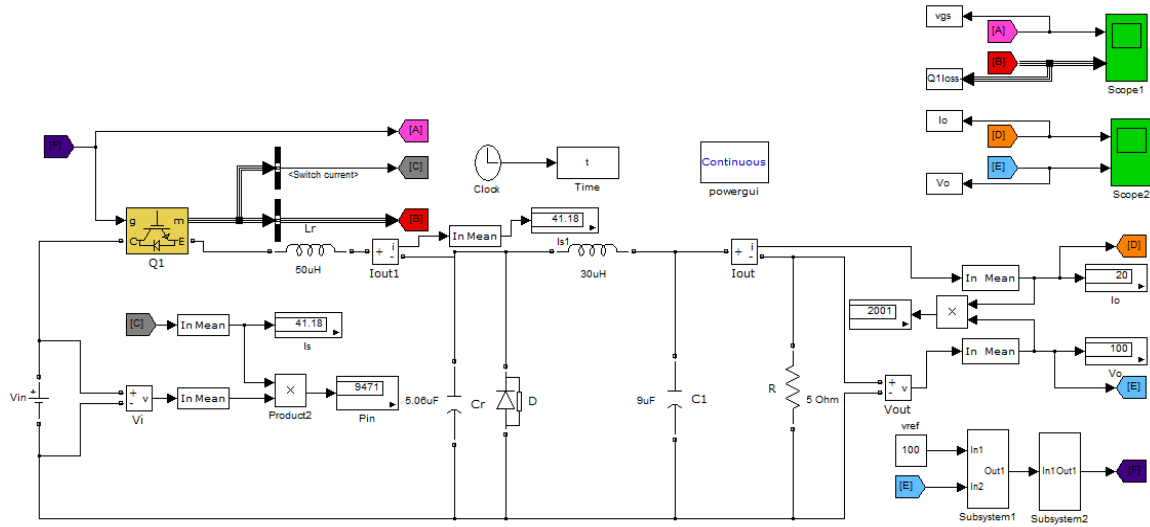 vgs
[A]
[B]
Q1loss
Scope1
Io
[D]
[E]
Vo
Scope2
[F]
[A]
[C]
<Switch current>
[B]
Clock
t
Time
Continuous
powergui
g
m
C
E
Q1
Lr
50uH
+
-
i
Iout1
In Mean
41.18
Is1
30uH
+
-
i
Iout
In Mean
[D]
20
Io
2001
×
In Mean
100
Vo
[E]
[C]
In Mean
41.18
Is
Vin
+
+
-
v
Vi
In Mean
×
Product2
9471
Pin
5.06uF
Cr
D
9uF
C1
R
5 Ohm
+
-
v
Vout
vref
100
[E]
In1
In2
Out1
Subsystem1
In1 Out1
Subsystem2
[F]